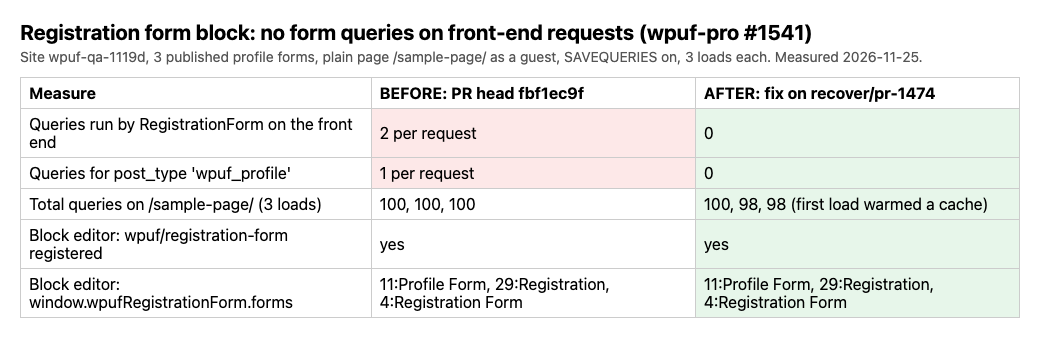 Registration form block: no form queries on front-end requests (wpuf-pro #1541)
Site wpuf-qa-1119d, 3 published profile forms, plain page /sample-page/ as a guest, SAVEQUERIES on, 3 loads each. Measured 2026-11-25.
Measure BEFORE: PR head fbf1ec9f AFTER: fix on recover/pr-1474
Queries run by RegistrationForm on the front
end
2 per request
0
Queries for post_type 'wpuf_profile' 1 per request 0
Total queries on /sample-page/ (3 loads) 100, 100, 100 100, 98, 98 (first load warmed a cache)
Block editor: wpuf/registration-form
registered
yes
yes
Block editor:
window.wpufRegistrationForm.forms
11:Profile Form, 29:Registration,
4:Registration Form
11:Profile Form, 29:Registration,
4:Registration Form